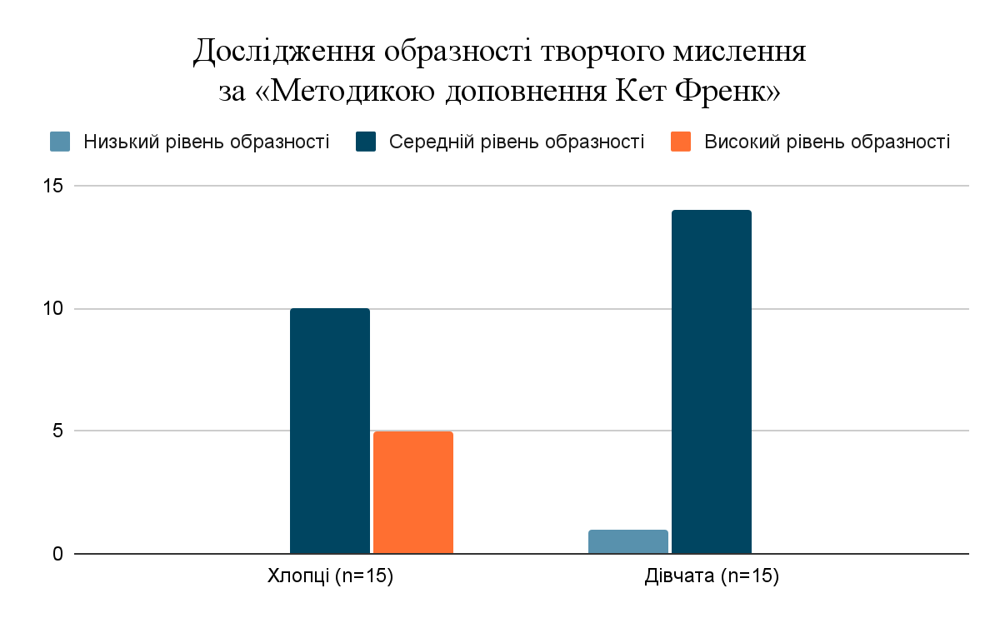 Дослідження образності творчого мислення
за «Методикою доповнення Кет Френк»
Низький рівень образності Середній рівень образності Високий рівень образності
15
10
5
0
Хлопці (n=15) Дівчата (n=15)